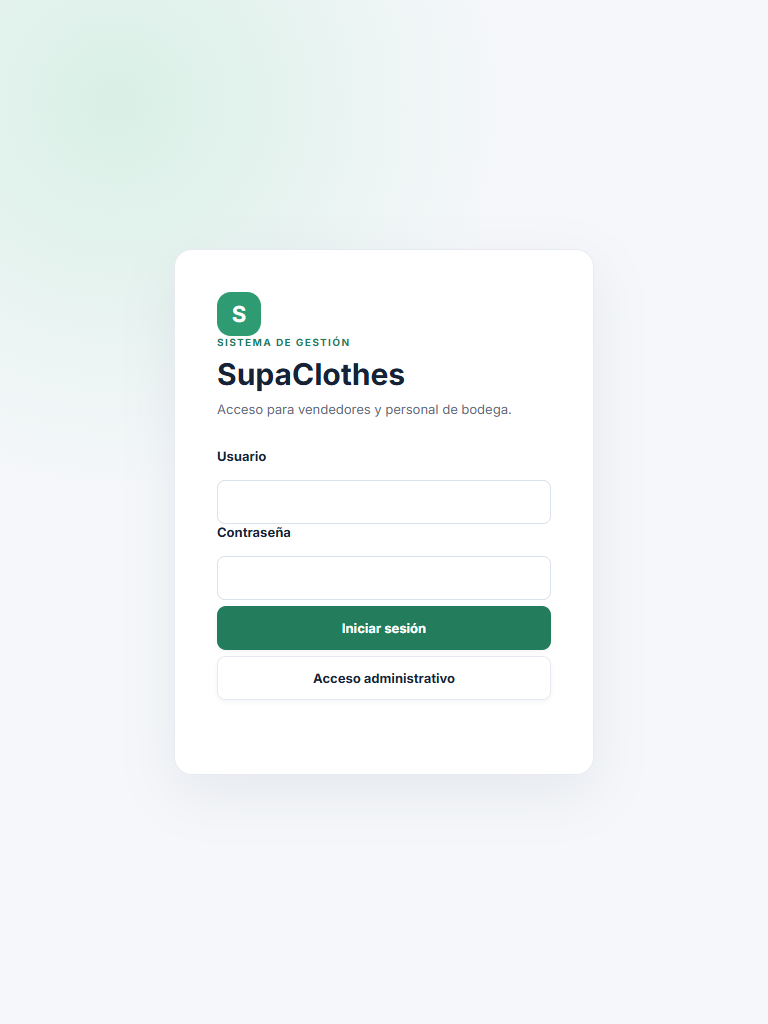 S
SISTEMA DE GESTIÓN
SupaClothes
Acceso para vendedores y personal de bodega.
Usuario
Contraseña
Iniciar sesión
Acceso administrativo